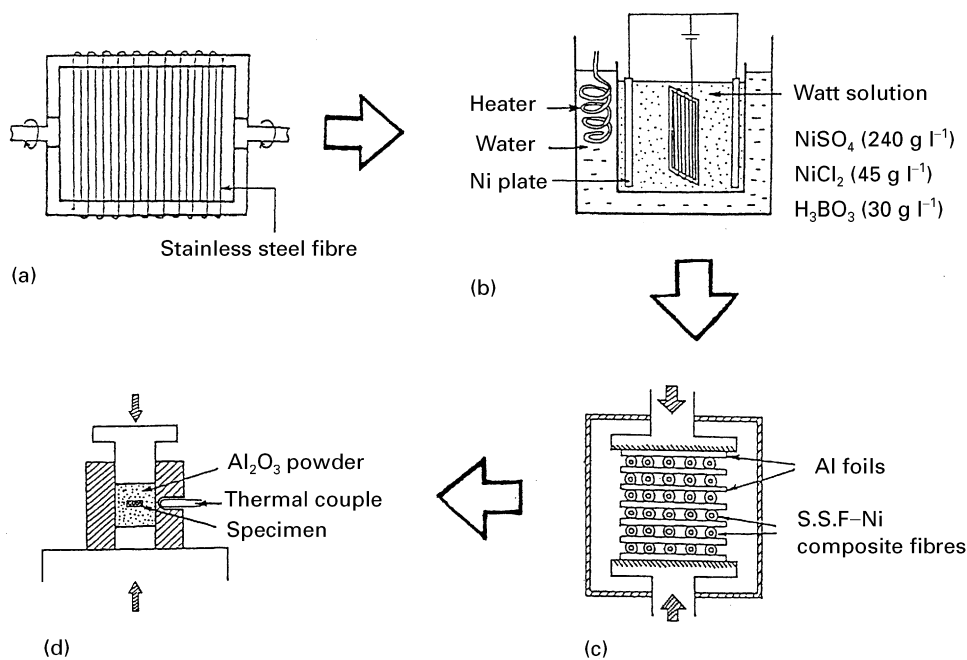 Stainless steel fibre
(a)
Heater
Water
Ni plate
Watt solution
NiSO₄ (240 g l⁻¹)
NiCl₂ (45 g l⁻¹)
H₃BO₃ (30 g l⁻¹)
(b)
Al₂O₃ powder
Thermal couple
Specimen
(d)
Al foils
S.S.F–Ni
composite fibres
(c)